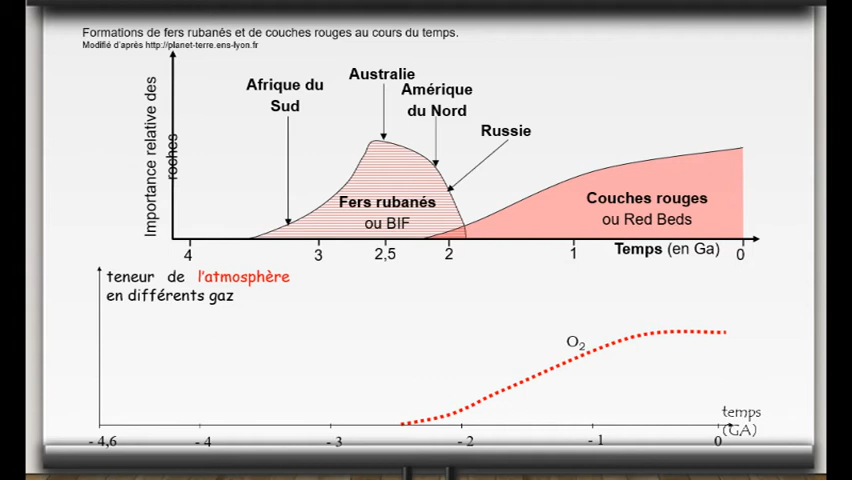 Formations de fers rubanés et de couches rouges au cours du temps.
Modifié d'après http://planet-terre.ens-lyon.fr
Importance relative des
roches
Afrique du
Sud
Australie
Amérique
du Nord
Russie
Fers rubanés
ou BIF
Couches rouges
ou Red Beds
4 3 2,5 2 1 0
Temps (en Ga)
teneur de l'atmosphère
en différents gaz
O2
temps
(GA)
- 4,6 - 4 - 3 - 2 - 1 0